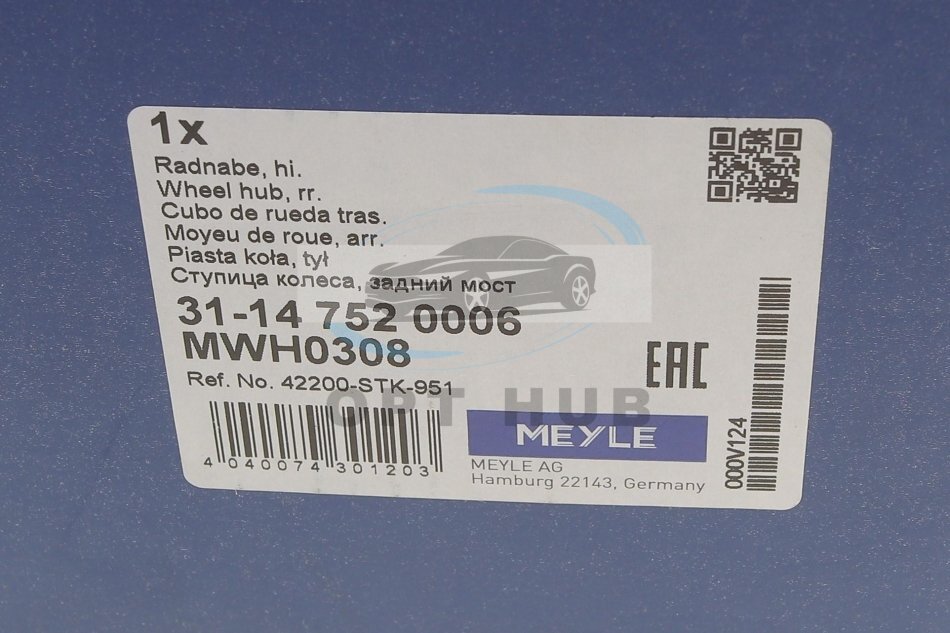 1x
Radnabe, hi.
Wheel hub, rr.
Cubo de rueda tras.
Moyeu de roue, arr.
Piasta koła, tył
Ступица колеса, задний мост
31-14 752 0006
MWH0308
Ref. No. 42200-STK-951
4 040074 301203
EAC
OPT HUB
MEYLE
MEYLE AG
Hamburg 22143, Germany
000V124